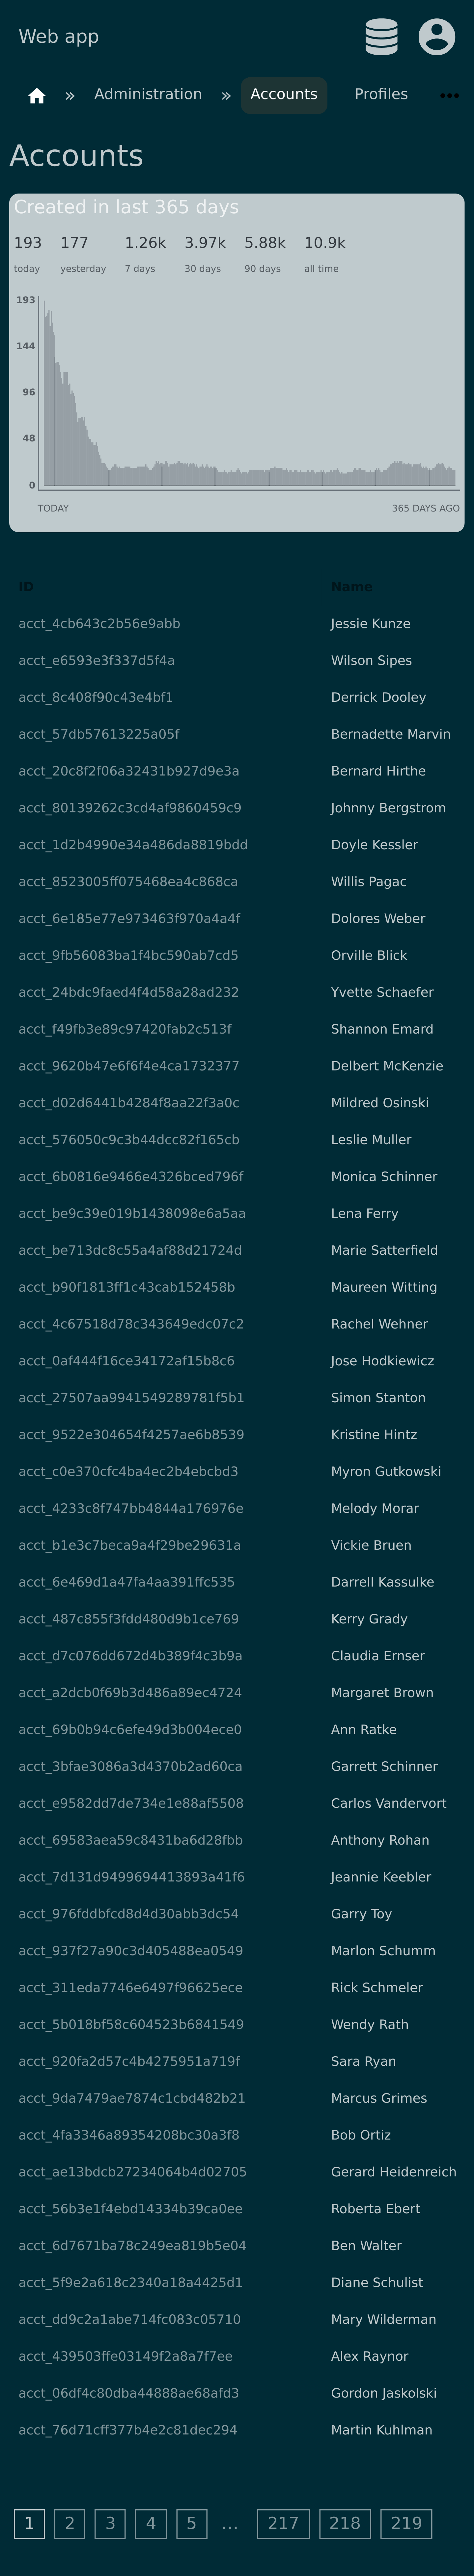 Web app
» Administration » Accounts Profiles
Accounts
Created in last 365 days
193 177 1.26k 3.97k 5.88k 10.9k
today yesterday 7 days 30 days 90 days all time
193
144
96
48
0
TODAY 365 DAYS AGO
ID Name
acct_4cb643c2b56e9abb Jessie Kunze
acct_e6593e3f337d5f4a Wilson Sipes
acct_8c408f90c43e4bf1 Derrick Dooley
acct_57db57613225a05f Bernadette Marvin
acct_20c8f2f06a32431b927d9e3a Bernard Hirthe
acct_80139262c3cd4af9860459c9 Johnny Bergstrom
acct_1d2b4990e34a486da8819bdd Doyle Kessler
acct_8523005ff075468ea4c868ca Willis Pagac
acct_6e185e77e973463f970a4a4f Dolores Weber
acct_9fb56083ba1f4bc590ab7cd5 Orville Blick
acct_24bdc9faed4f4d58a28ad232 Yvette Schaefer
acct_f49fb3e89c97420fab2c513f Shannon Emard
acct_9620b47e6f6f4e4ca1732377 Delbert McKenzie
acct_d02d6441b4284f8aa22f3a0c Mildred Osinski
acct_576050c9c3b44dcc82f165cb Leslie Muller
acct_6b0816e9466e4326bced796f Monica Schinner
acct_be9c39e019b1438098e6a5aa Lena Ferry
acct_be713dc8c55a4af88d21724d Marie Satterfield
acct_b90f1813ff1c43cab152458b Maureen Witting
acct_4c67518d78c343649edc07c2 Rachel Wehner
acct_0af444f16ce34172af15b8c6 Jose Hodkiewicz
acct_27507aa9941549289781f5b1 Simon Stanton
acct_9522e304654f4257ae6b8539 Kristine Hintz
acct_c0e370cfc4ba4ec2b4ebcbd3 Myron Gutkowski
acct_4233c8f747bb4844a176976e Melody Morar
acct_b1e3c7beca9a4f29be29631a Vickie Bruen
acct_6e469d1a47fa4aa391ffc535 Darrell Kassulke
acct_487c855f3fdd480d9b1ce769 Kerry Grady
acct_d7c076dd672d4b389f4c3b9a Claudia Ernser
acct_a2dcb0f69b3d486a89ec4724 Margaret Brown
acct_69b0b94c6efe49d3b004ece0 Ann Ratke
acct_3bfae3086a3d4370b2ad60ca Garrett Schinner
acct_e9582dd7de734e1e88af5508 Carlos Vandervort
acct_69583aea59c8431ba6d28fbb Anthony Rohan
acct_7d131d9499694413893a41f6 Jeannie Keebler
acct_976fddbfcd8d4d30abb3dc54 Garry Toy
acct_937f27a90c3d405488ea0549 Marlon Schumm
acct_311eda7746e6497f96625ece Rick Schmeler
acct_5b018bf58c604523b6841549 Wendy Rath
acct_920fa2d57c4b4275951a719f Sara Ryan
acct_9da7479ae7874c1cbd482b21 Marcus Grimes
acct_4fa3346a89354208bc30a3f8 Bob Ortiz
acct_ae13bdcb27234064b4d02705 Gerard Heidenreich
acct_56b3e1f4ebd14334b39ca0ee Roberta Ebert
acct_6d7671ba78c249ea819b5e04 Ben Walter
acct_5f9e2a618c2340a18a4425d1 Diane Schulist
acct_dd9c2a1abe714fc083c05710 Mary Wilderman
acct_439503ffe03149f2a8a7f7ee Alex Raynor
acct_06df4c80dba44888ae68afd3 Gordon Jaskolski
acct_76d71cff377b4e2c81dec294 Martin Kuhlman
1 2 3 4 5 … 217 218 219